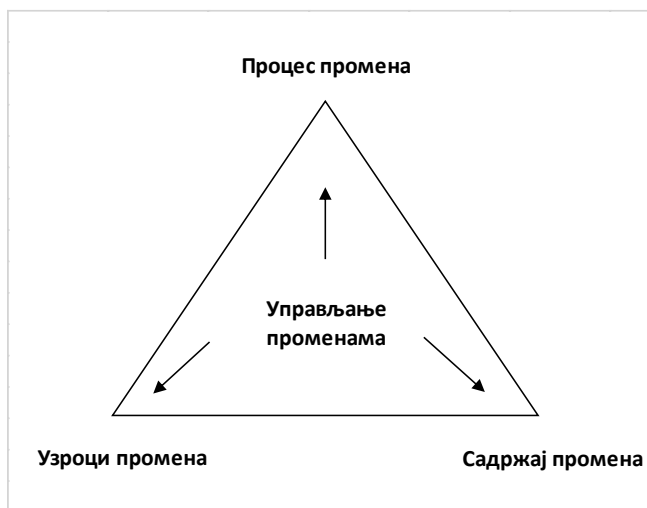 Процес промена
Управљање
променама
Узроци промена
Садржај промена